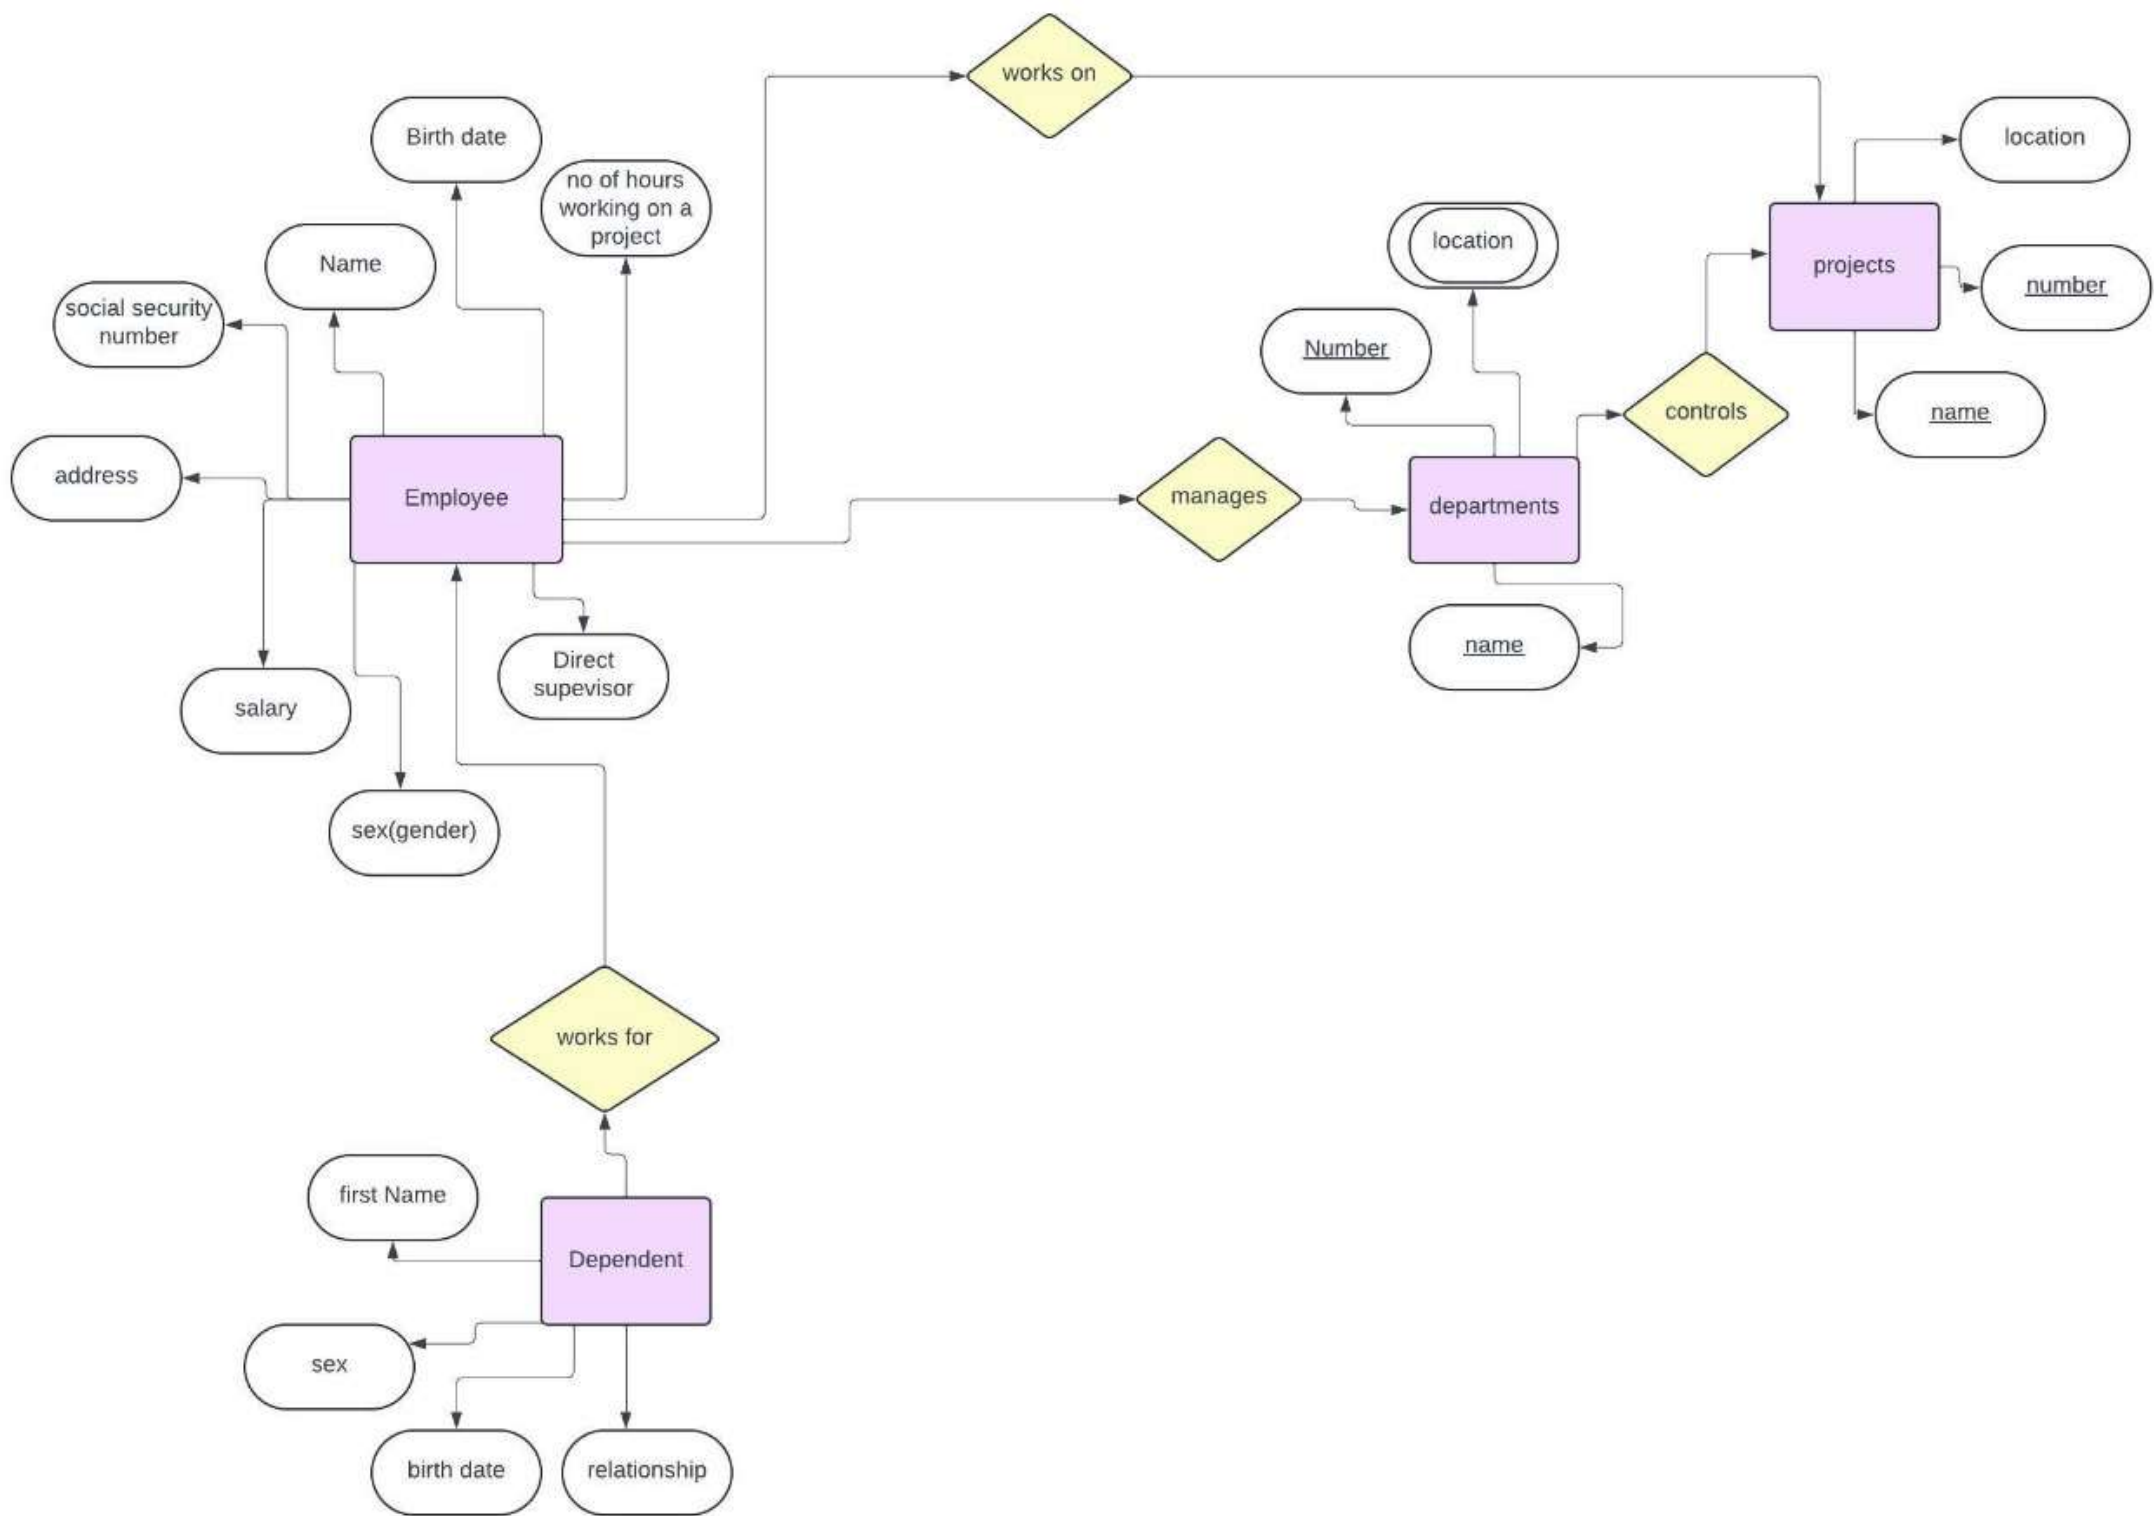 works on
Birth date
location
no of hours
working on a
project
location
Name
projects
number
social security
number
Number
controls
name
address
Employee
manages
departments
name
Direct
supevisor
salary
sex(gender)
works for
first Name
Dependent
sex
birth date
relationship